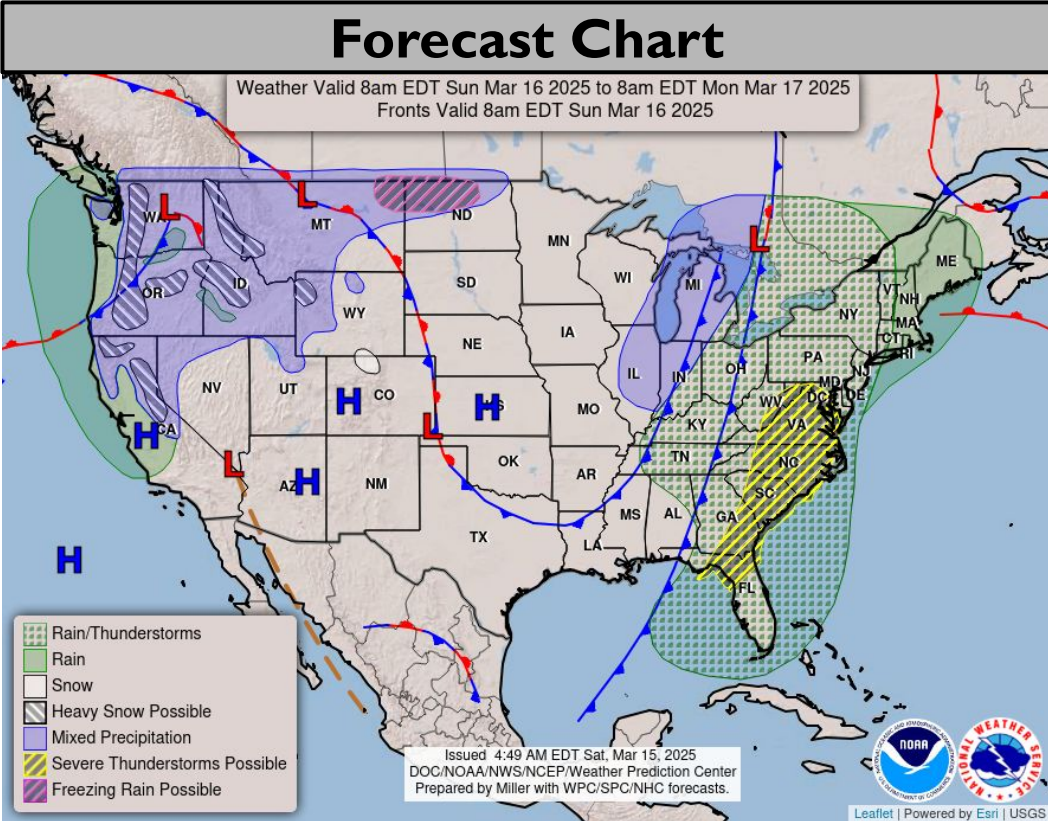 Forecast Chart
Weather Valid 8am EDT Sun Mar 16 2025 to 8am EDT Mon Mar 17 2025
Fronts Valid 8am EDT Sun Mar 16 2025
L
WA
L
MT
ND
MN
L
ME
OR
ID
WY
SD
WI
MI
VT
NH
NY
MA
CT
RI
NE
IA
IL
IN
OH
PA
NJ
MD
DE
DC
NV
UT
H
CO
H
MO
WV
VA
KY
H
CA
L
L
AZ
H
NM
OK
AR
TN
NC
SC
MS
AL
GA
TX
LA
FL
H
Rain/Thunderstorms
Rain
Snow
Heavy Snow Possible
Mixed Precipitation
Severe Thunderstorms Possible
Freezing Rain Possible
Issued 4:49 AM EDT Sat, Mar 15, 2025
DOC/NOAA/NWS/NCEP/Weather Prediction Center
Prepared by Miller with WPC/SPC/NHC forecasts.
NOAA
NATIONAL WEATHER SERVICE
Leaflet | Powered by Esri | USGS